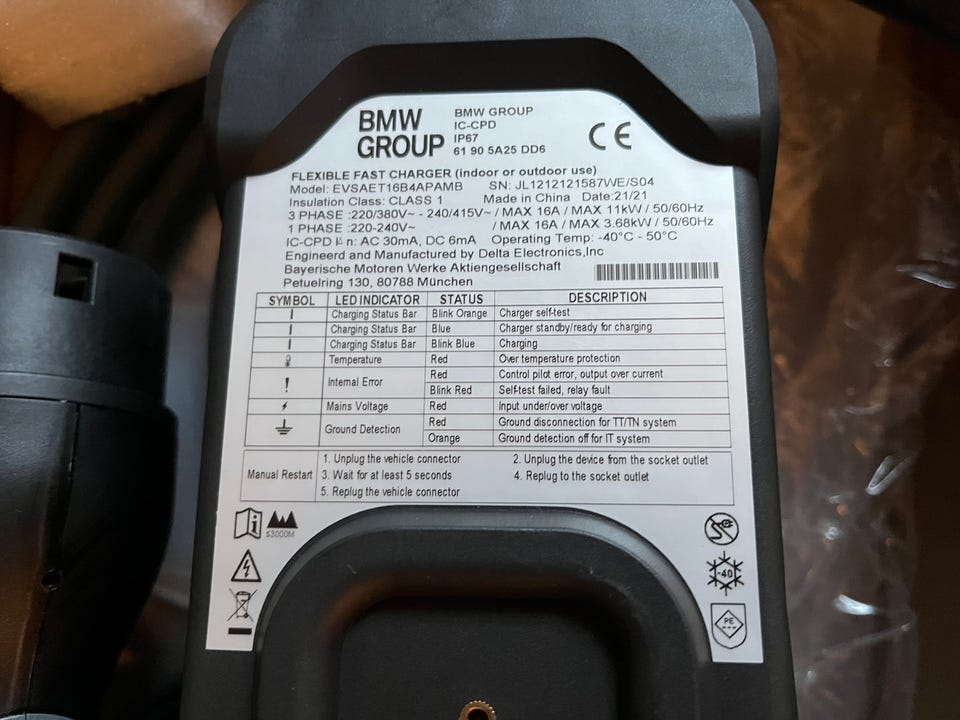 BMW
GROUP
BMW GROUP
IC-CPD
IP67
61 90 5A25 DD6
CE
FLEXIBLE FAST CHARGER (indoor or outdoor use)
Model: EVSAET16B4APAMB SN: JL1212121587WE/S04
Insulation Class: CLASS 1 Made in China Date:21/21
3 PHASE :220/380V~ - 240/415V~ / MAX 16A / MAX 11kW / 50/60Hz
1 PHASE :220-240V~ / MAX 16A / MAX 3.68kW / 50/60Hz
IC-CPD I∆n: AC 30mA, DC 6mA Operating Temp: -40°C - 50°C
Engineerd and Manufactured by Delta Electronics,Inc
Bayerische Motoren Werke Aktiengesellschaft
Petuelring 130, 80788 München
SYMBOL LED INDICATOR STATUS DESCRIPTION
Charging Status Bar Blink Orange Charger self-test
Charging Status Bar Blue Charger standby/ready for charging
Charging Status Bar Blink Blue Charging
Temperature Red Over temperature protection
! Internal Error Red Control pilot error, output over current
Blink Red Self-test failed, relay fault
Mains Voltage Red Input under/over voltage
Ground Detection Red Ground disconnection for TT/TN system
Orange Ground detection off for IT system
Manual Restart
1. Unplug the vehicle connector 2. Unplug the device from the socket outlet
3. Wait for at least 5 seconds 4. Replug to the socket outlet
5. Replug the vehicle connector
≤3000M
-40
PE